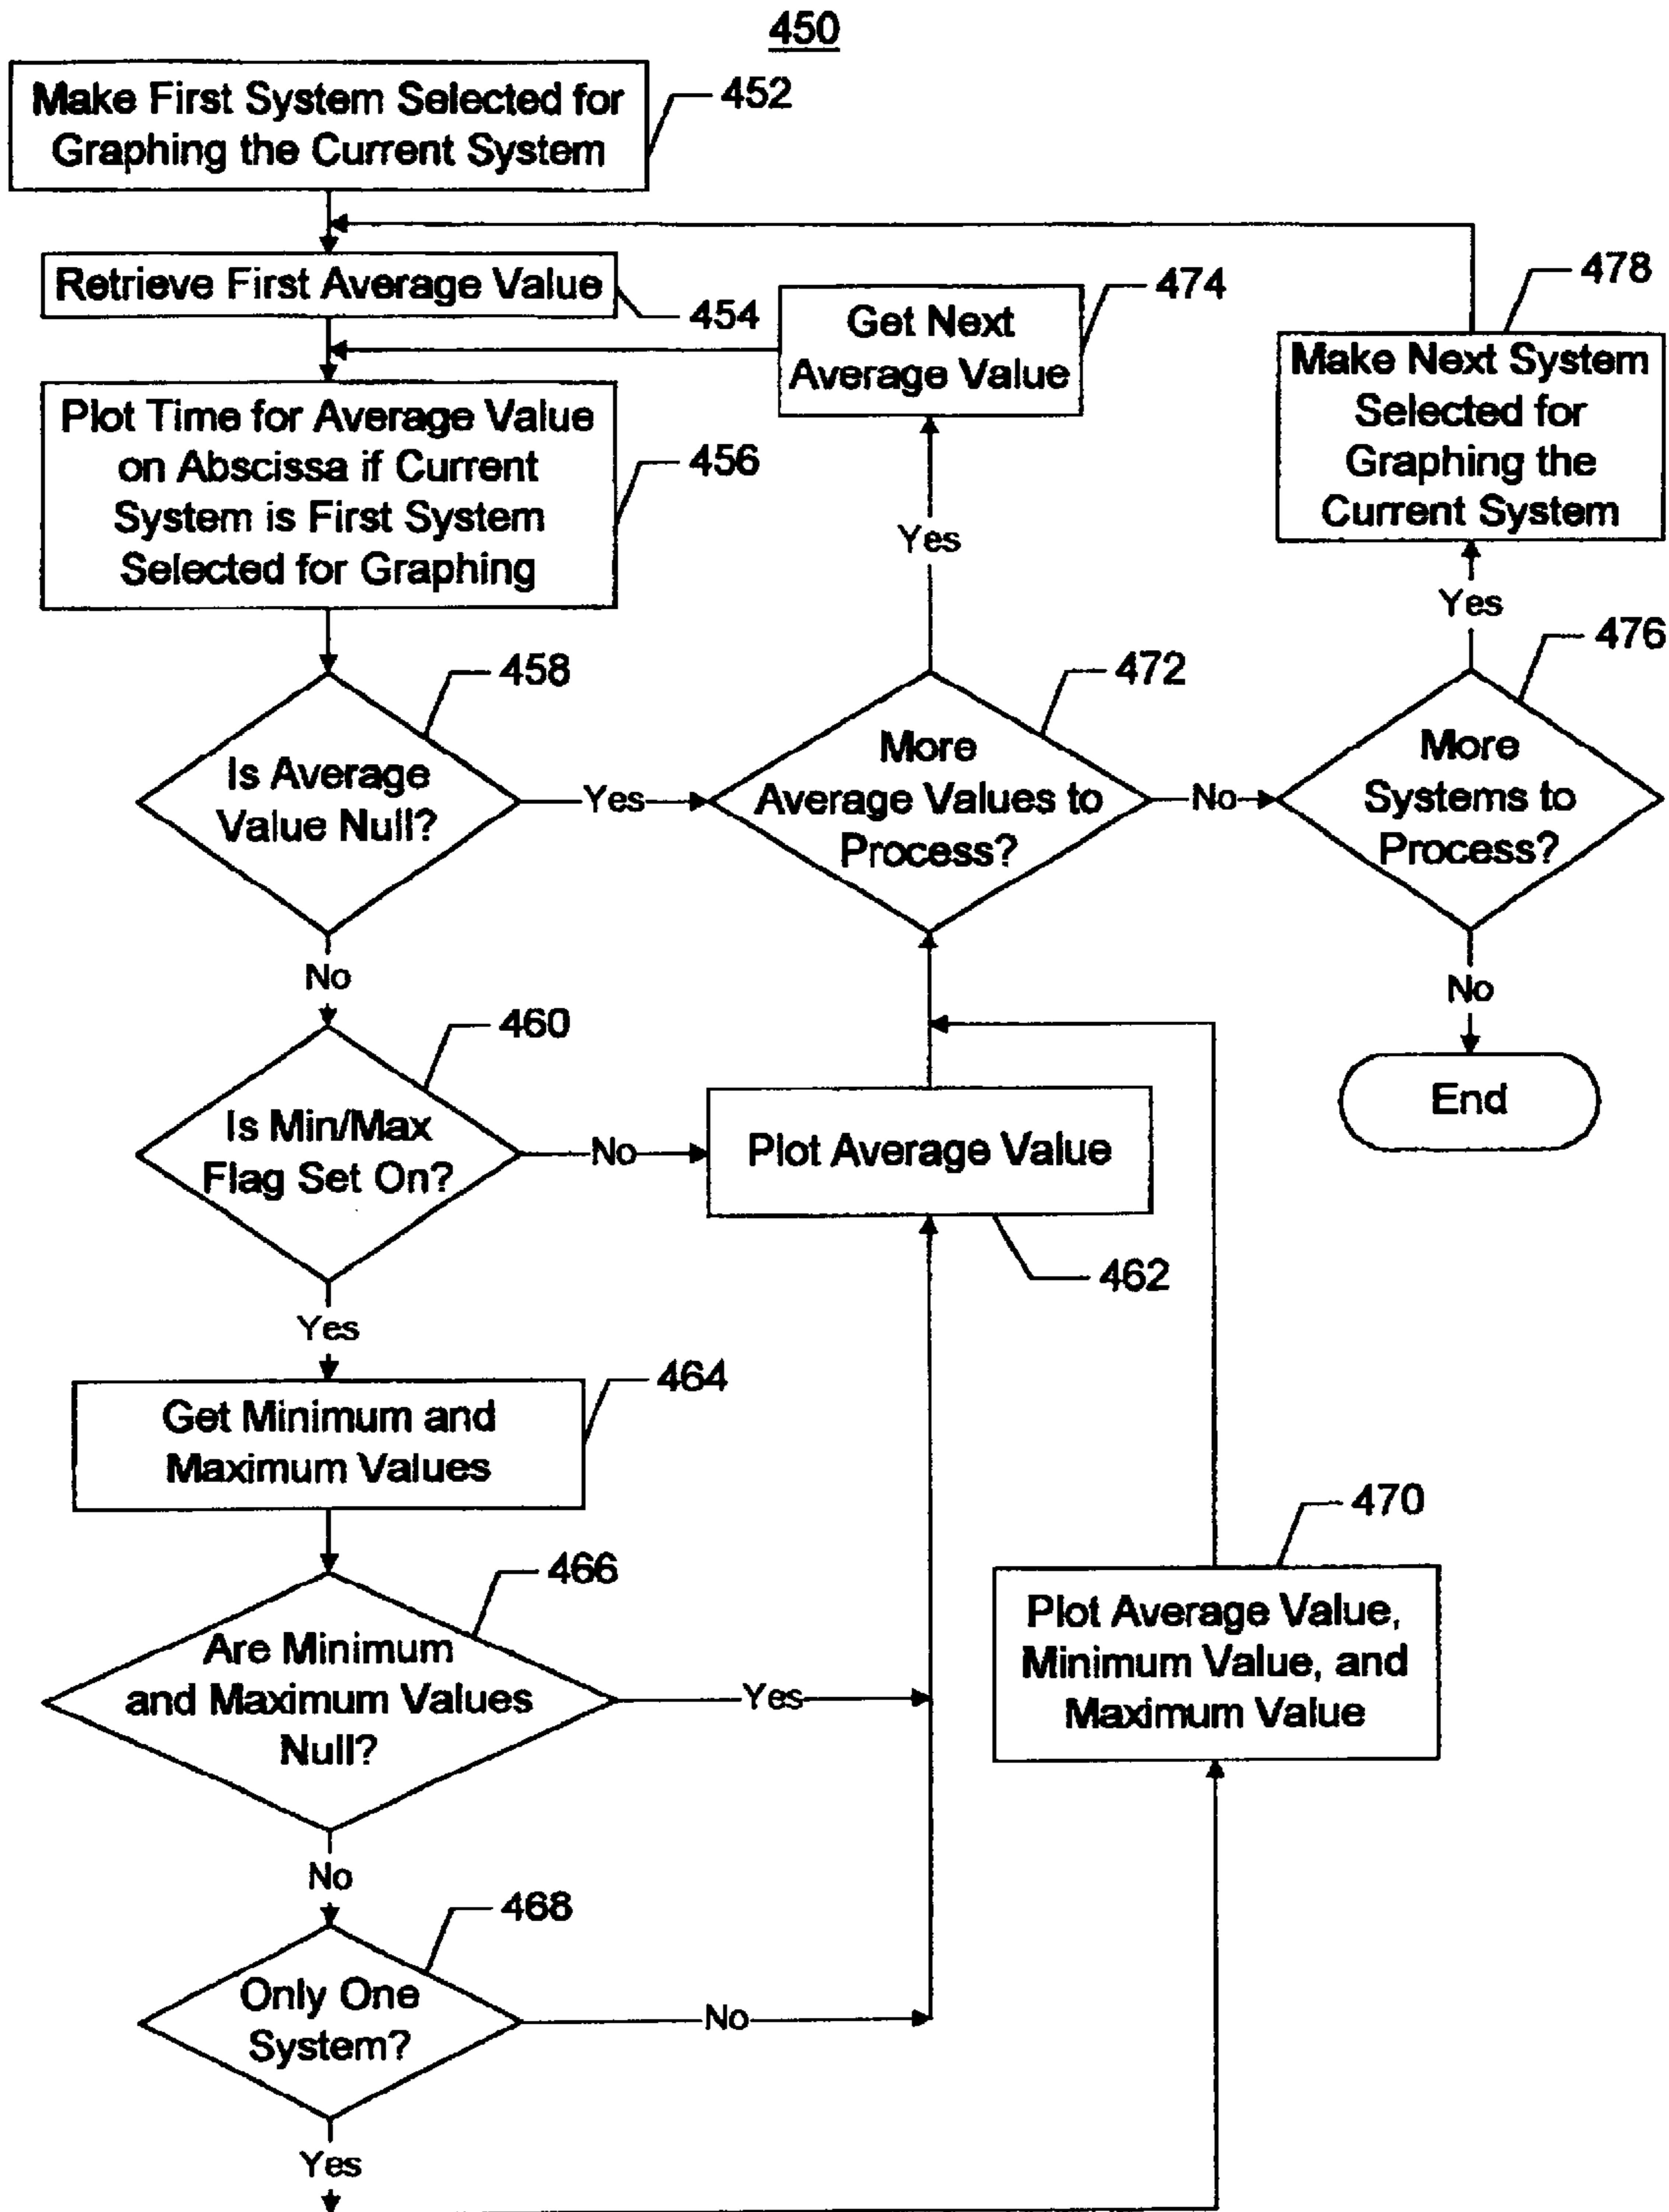 450
Make First System Selected for
Graphing the Current System
452
Retrieve First Average Value
454
Get Next
Average Value
474
478
Make Next System
Selected for
Graphing the
Current System
Plot Time for Average Value
on Abscissa if Current
System is First System
Selected for Graphing
456
Yes
Yes
458
472
476
Is Average
Value Null?
Yes
More
Average Values to
Process?
No
More
Systems to
Process?
No
No
460
Is Min/Max
Flag Set On?
No
Plot Average Value
End
462
Yes
464
Get Minimum and
Maximum Values
470
466
Are Minimum
and Maximum Values
Null?
Yes
Plot Average Value,
Minimum Value, and
Maximum Value
No
468
Only One
System?
No
Yes